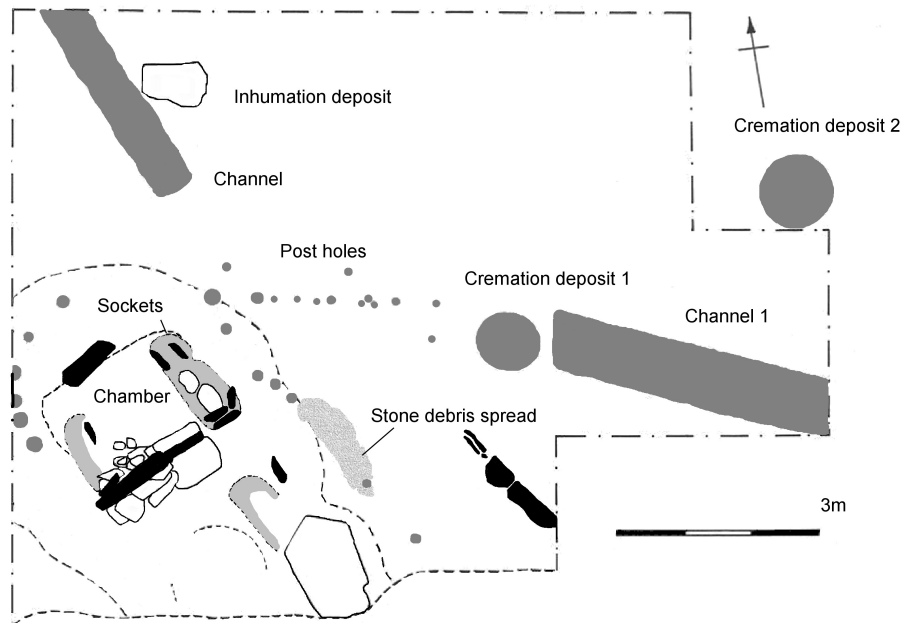 Inhumation deposit
Cremation deposit 2
Channel
Post holes
Cremation deposit 1
Sockets
Channel 1
Chamber
Stone debris spread
3m